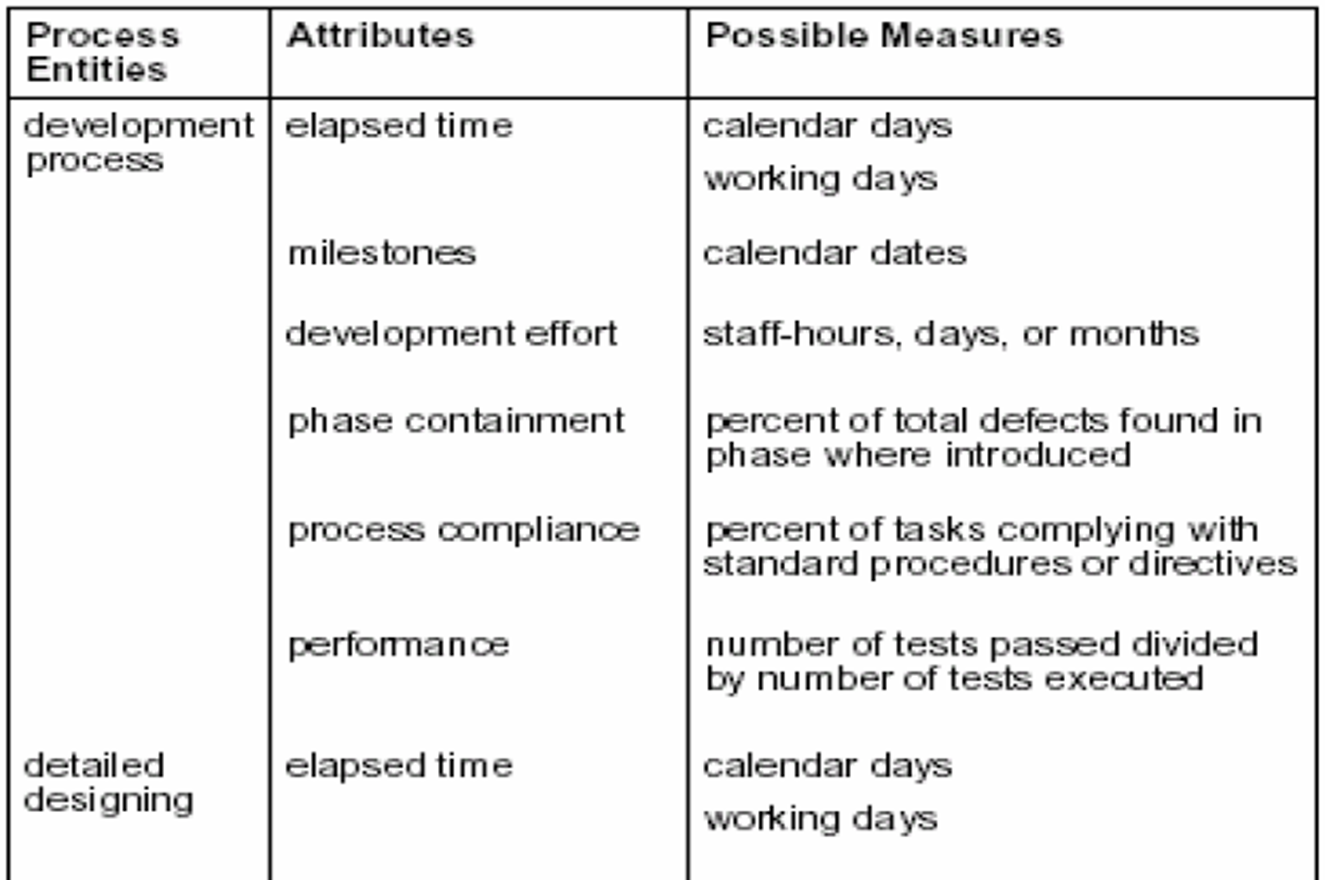 Process Entities Attributes Possible Measures
development process elapsed time calendar days
working days
milestones calendar dates
development effort staff-hours, days, or months
phase containment percent of total defects found in
phase where introduced
process compliance percent of tasks complying with
standard procedures or directives
performance number of tests passed divided
by number of tests executed
detailed designing elapsed time calendar days
working days